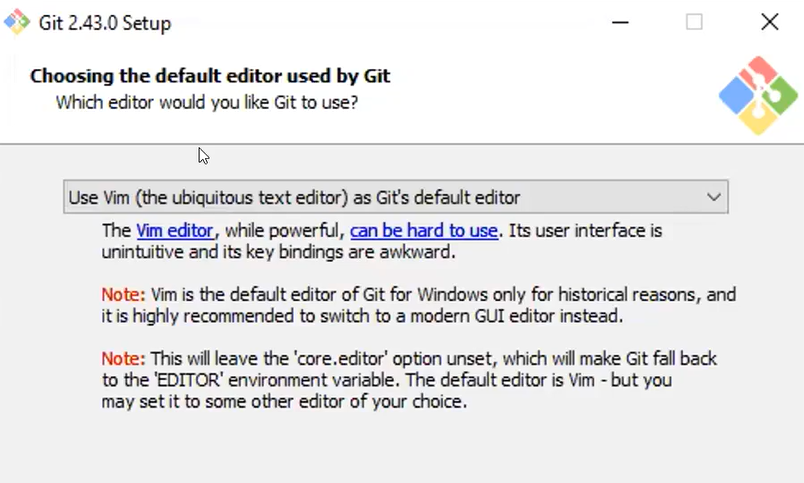 Git 2.43.0 Setup
Choosing the default editor used by Git
Which editor would you like Git to use?
Use Vim (the ubiquitous text editor) as Git's default editor
The Vim editor, while powerful, can be hard to use. Its user interface is
unintuitive and its key bindings are awkward.
Note: Vim is the default editor of Git for Windows only for historical reasons, and
it is highly recommended to switch to a modern GUI editor instead.
Note: This will leave the 'core.editor' option unset, which will make Git fall back
to the 'EDITOR' environment variable. The default editor is Vim - but you
may set it to some other editor of your choice.